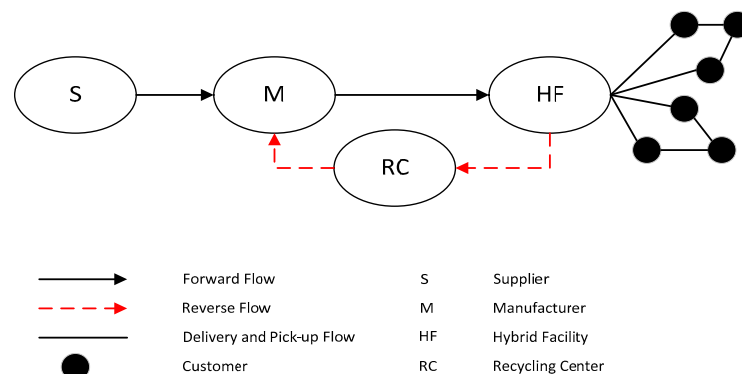 S
M
HF
RC
Forward Flow
S
Supplier
Reverse Flow
M
Manufacturer
Delivery and Pick-up Flow
HF
Hybrid Facility
Customer
RC
Recycling Center